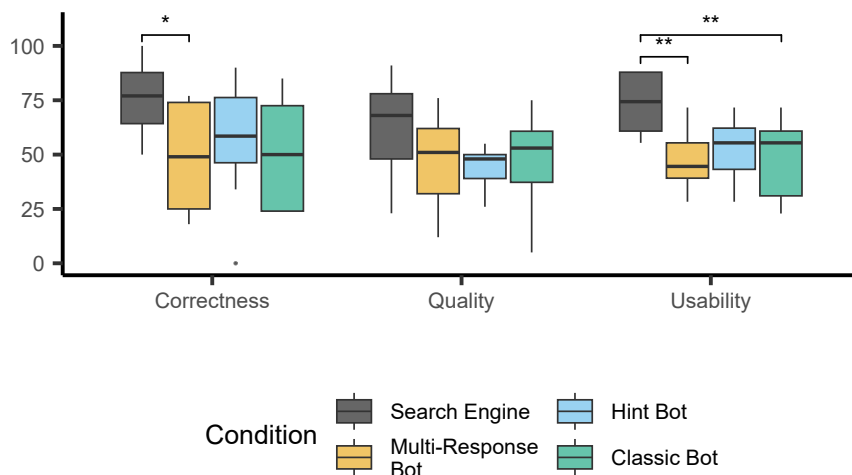 *
**
**
100
75
50
25
0
Correctness
Quality
Usability
Condition
Search Engine
Hint Bot
Multi-Response
Bot
Classic Bot